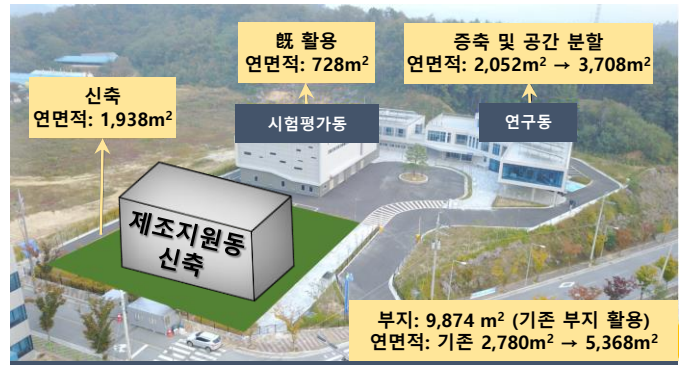 旣 활용
연면적: 728m²
증축 및 공간 분할
연면적: 2,052m² → 3,708m²
신축
연면적: 1,938m²
시험평가동
연구동
제조지원동
신축
부지: 9,874 m² (기존 부지 활용)
연면적: 기존 2,780m² → 5,368m²